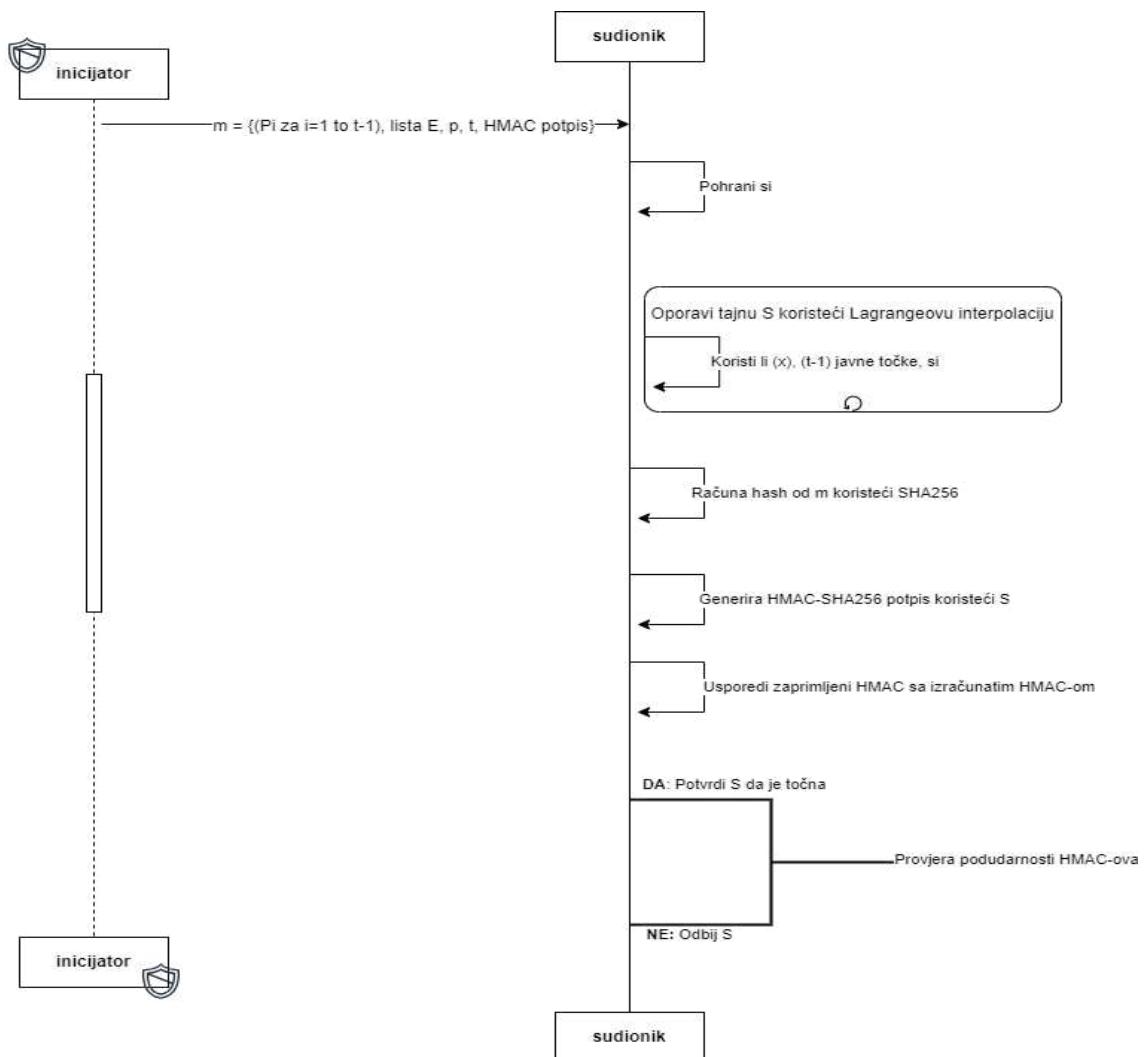 sudionik
inicijator
m = {(Pi za i=1 to t-1), lista E, p, t, HMAC potpis}
Pohrani si
Oporavi tajnu S koristeći Lagrangeovu interpolaciju
Koristi li (x), (t-1) javne točke, si
Računa hash od m koristeći SHA256
Generira HMAC-SHA256 potpis koristeći S
Usporedi zaprimljeni HMAC sa izračunatim HMAC-om
DA: Potvrdi S da je točna
Provjera podudarnosti HMAC-ova
NE: Odbij S
inicijator
sudionik